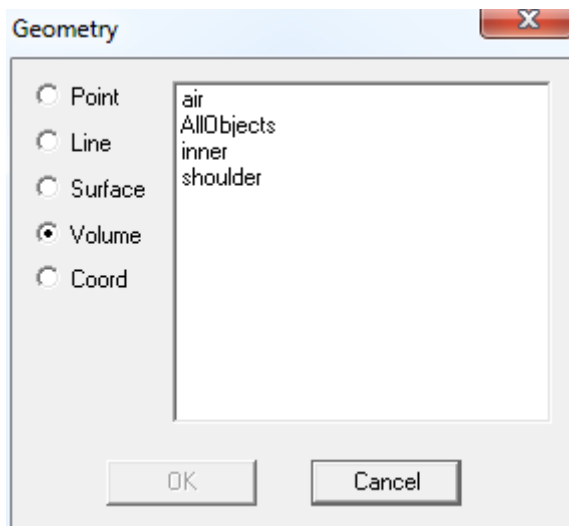 Geometry
Point
Line
Surface
Volume
Coord
air
AllObjects
inner
shoulder
OK
Cancel